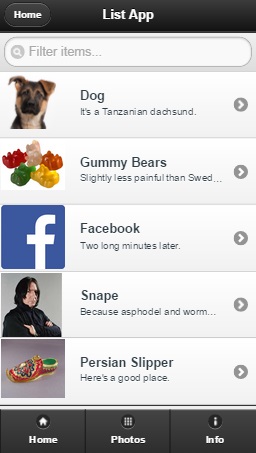 Home
List App
Filter items...
Dog
It's a Tanzanian dachsund.
Gummy Bears
Slightly less painful than Swed...
Facebook
Two long minutes later.
Snape
Because asphodel and worm...
Persian Slipper
Here's a good place.
Home Photos Info